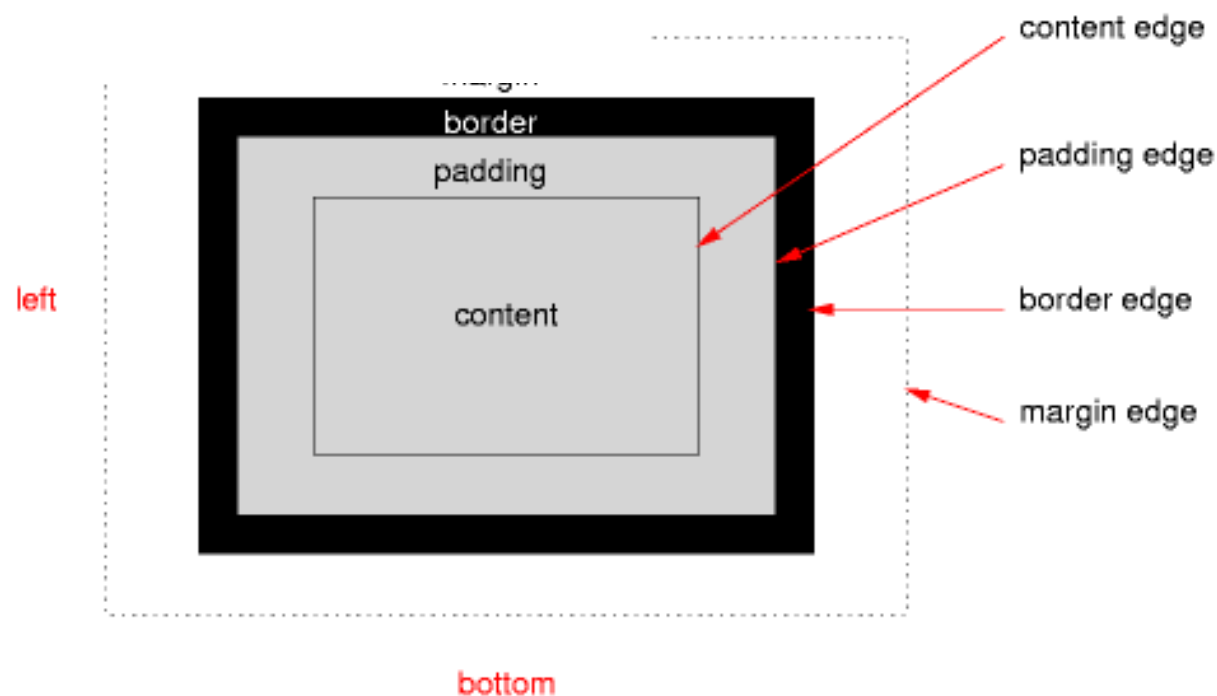 content edge
border
padding edge
padding
left
border edge
content
margin edge
bottom